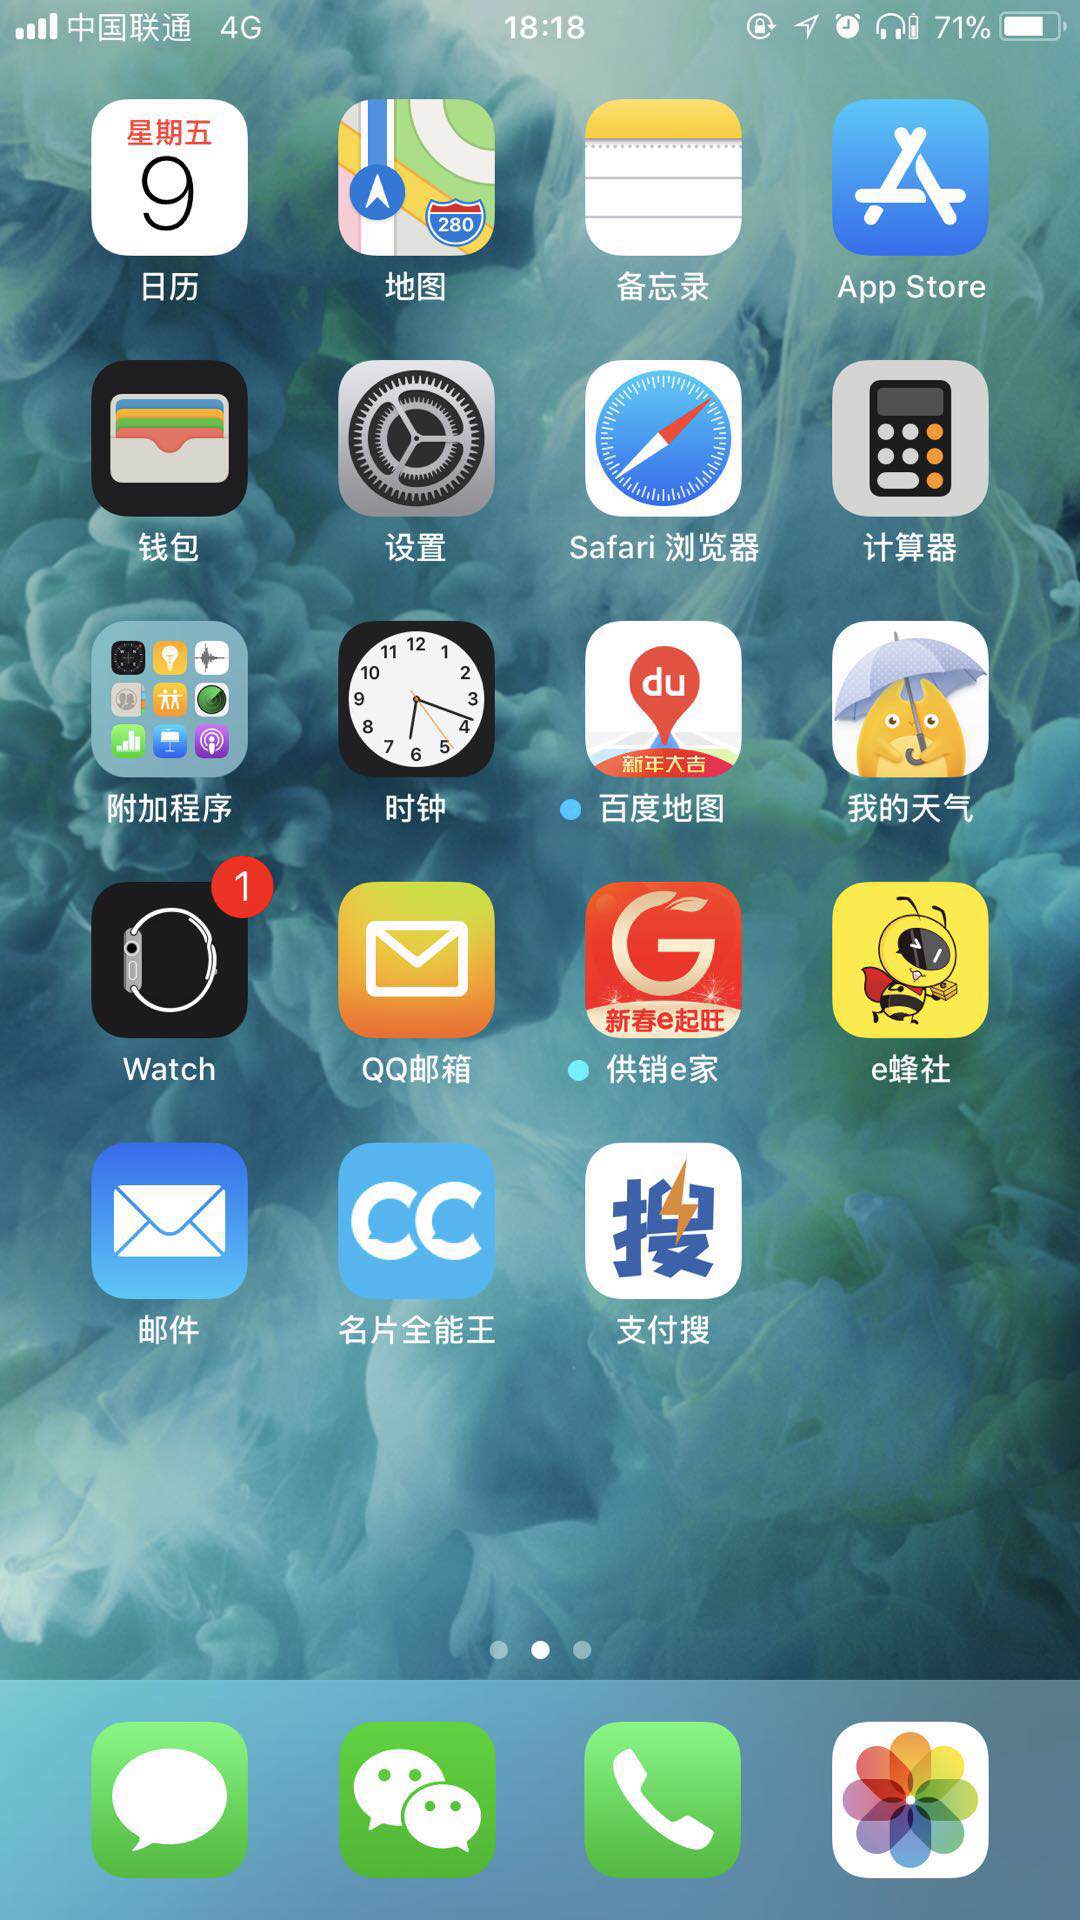 中国联通 4G 18:18 71%
星期五
9
280
日历 地图 备忘录 App Store
钱包 设置 Safari 浏览器 计算器
12
11 1
10 2
9 3
8 4
7 5
6
du
新年大吉
附加程序 时钟 百度地图 我的天气
1
G
新春e起旺
Watch QQ邮箱 供销e家 e蜂社
CC 搜
邮件 名片全能王 支付搜